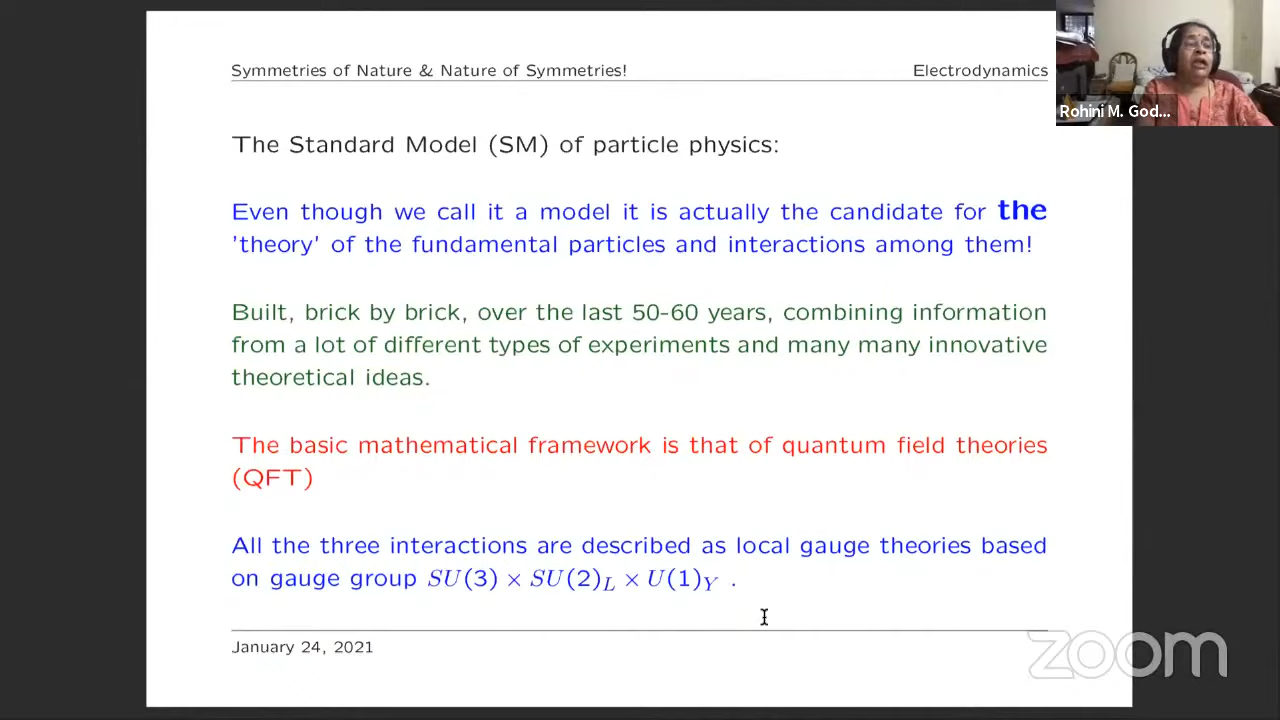 Symmetries of Nature & Nature of Symmetries!
Electrodynamics
Rohini M. God...
The Standard Model (SM) of particle physics:
Even though we call it a model it is actually the candidate for the
'theory' of the fundamental particles and interactions among them!
Built, brick by brick, over the last 50-60 years, combining information
from a lot of different types of experiments and many many innovative
theoretical ideas.
The basic mathematical framework is that of quantum field theories
(QFT)
All the three interactions are described as local gauge theories based
on gauge group SU(3) × SU(2)_L × U(1)_Y .
January 24, 2021
zoom